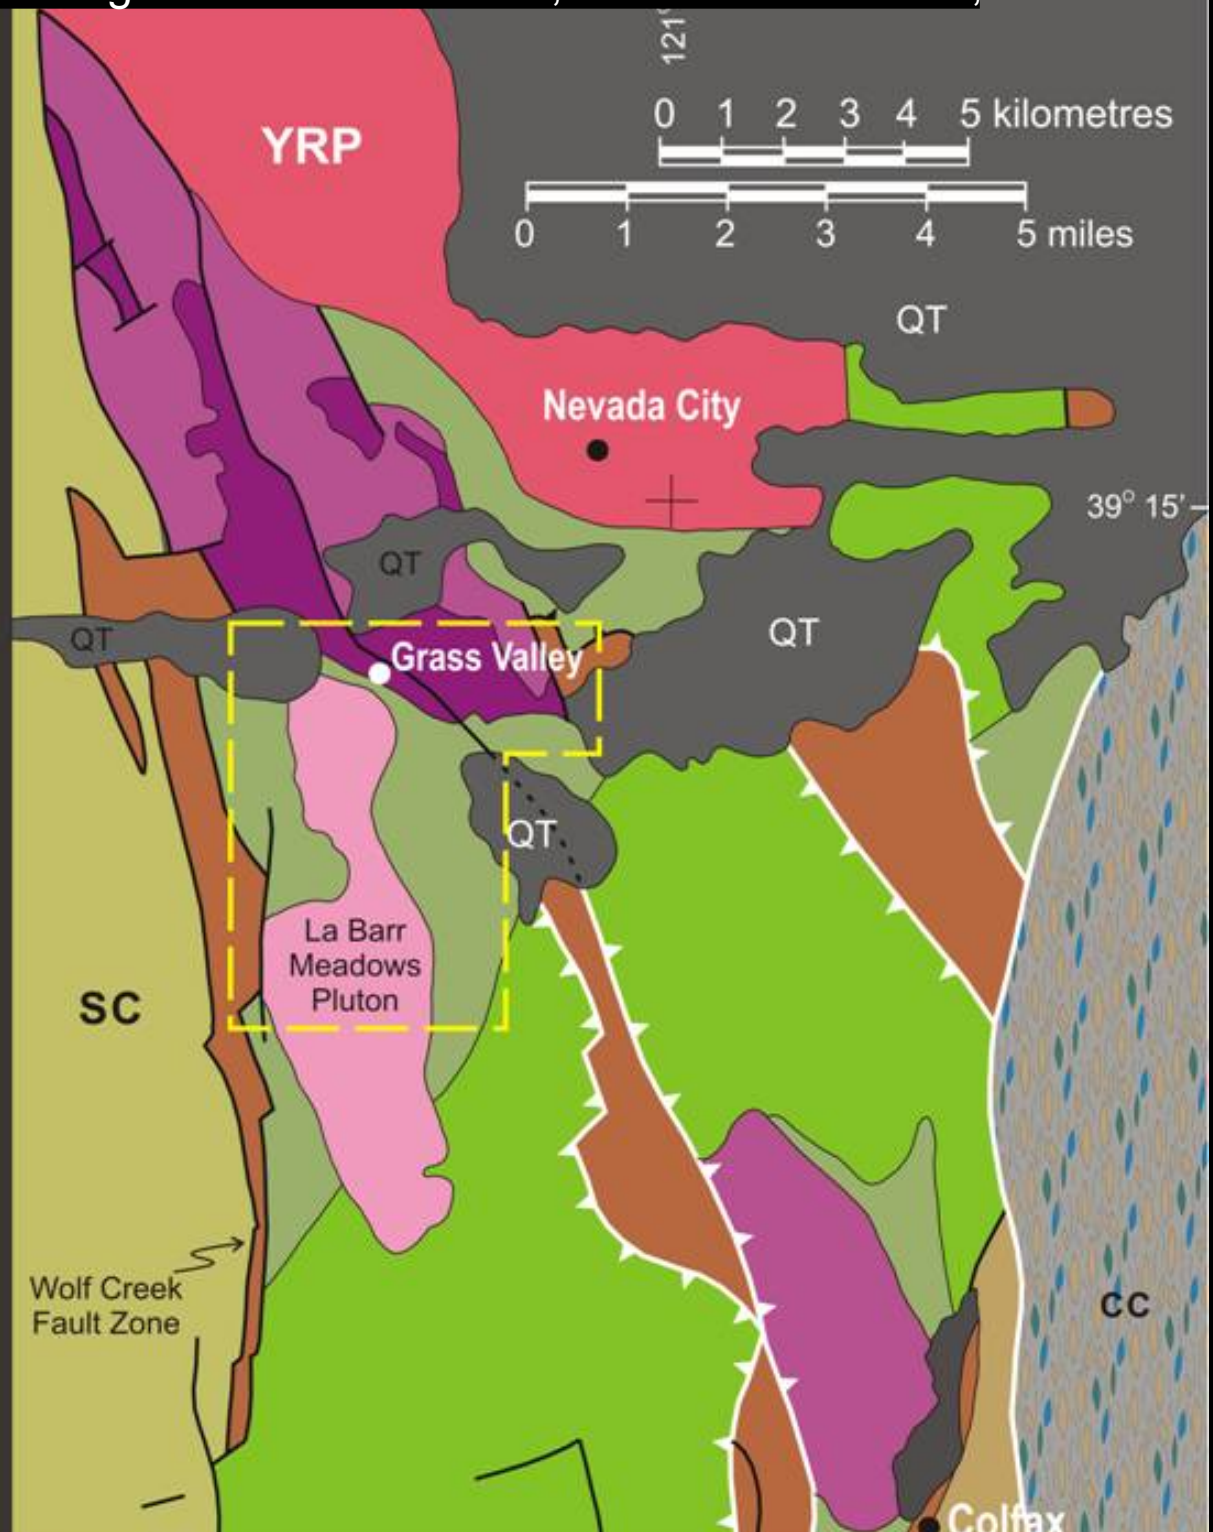 121°
0 1 2 3 4 5 kilometres
0 1 2 3 4 5 miles
YRP
QT
Nevada City
39° 15'
QT
QT
QT
Grass Valley
QT
La Barr
Meadows
Pluton
SC
Wolf Creek
Fault Zone
CC
Colfax